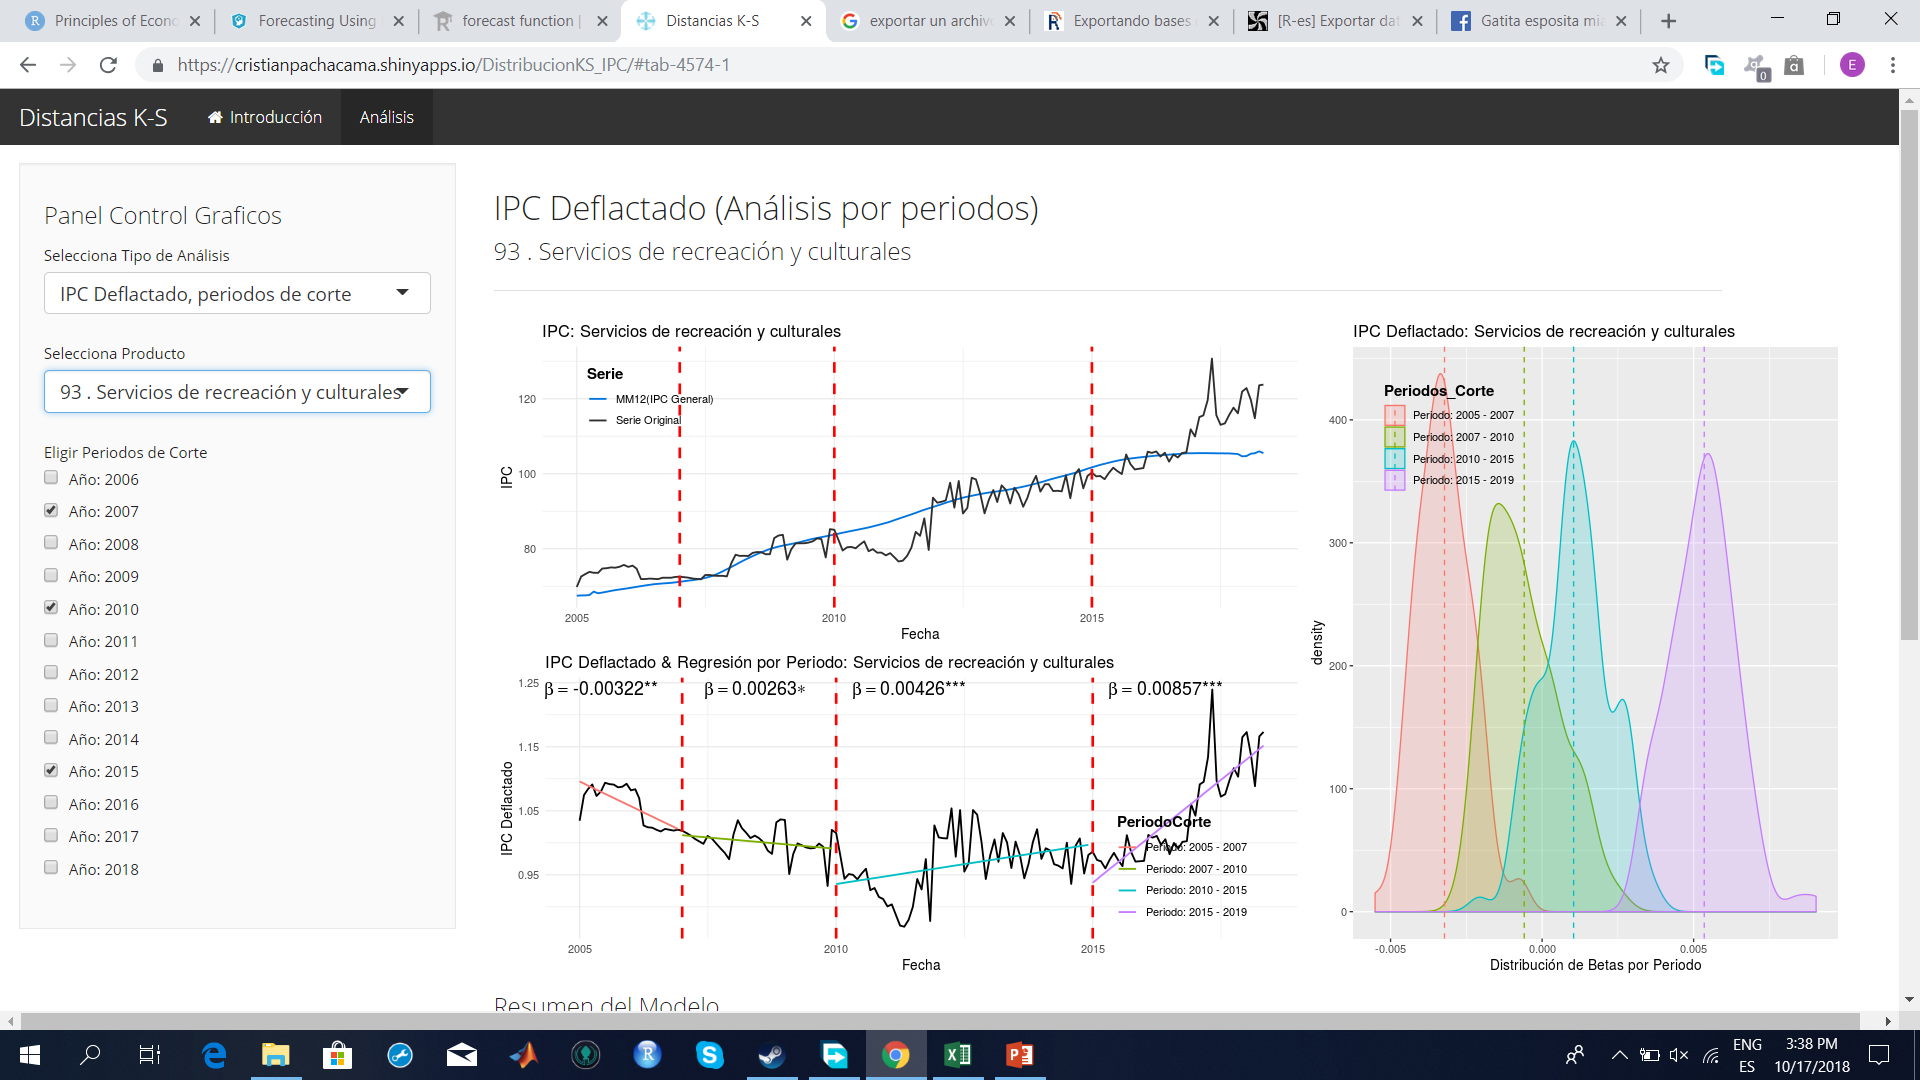 Principles of Econo
Forecasting Using
forecast function |
Distancias K-S
exportar un archivo
Exportando bases
[R-es] Exportar dat
Gatita esposita mia
https://cristianpachacama.shinyapps.io/DistribucionKS_IPC/#tab-4574-1
0
a
E
Distancias K-S
Introducción
Análisis
Panel Control Graficos
Selecciona Tipo de Análisis
IPC Deflactado, periodos de corte
Selecciona Producto
93 . Servicios de recreación y culturales
Eligir Periodos de Corte
Año: 2006
Año: 2007
Año: 2008
Año: 2009
Año: 2010
Año: 2011
Año: 2012
Año: 2013
Año: 2014
Año: 2015
Año: 2016
Año: 2017
Año: 2018
IPC Deflactado (Análisis por periodos)
93 . Servicios de recreación y culturales
IPC: Servicios de recreación y culturales
Serie
MM12(IPC General)
Serie Original
120
100
80
IPC
2005
2010
2015
Fecha
IPC Deflactado & Regresión por Periodo: Servicios de recreación y culturales
β = -0.00322**
β = 0.00263*
β = 0.00426***
β = 0.00857***
1.25
1.15
1.05
0.95
IPC Deflactado
PeriodoCorte
Periodo: 2005 - 2007
Periodo: 2007 - 2010
Periodo: 2010 - 2015
Periodo: 2015 - 2019
2005
2010
2015
Fecha
IPC Deflactado: Servicios de recreación y culturales
Periodos_Corte
Periodo: 2005 - 2007
Periodo: 2007 - 2010
Periodo: 2010 - 2015
Periodo: 2015 - 2019
400
300
200
100
0
density
-0.005
0.000
0.005
Distribución de Betas por Periodo
Resumen del Modelo
ENG
ES
3:38 PM
10/17/2018